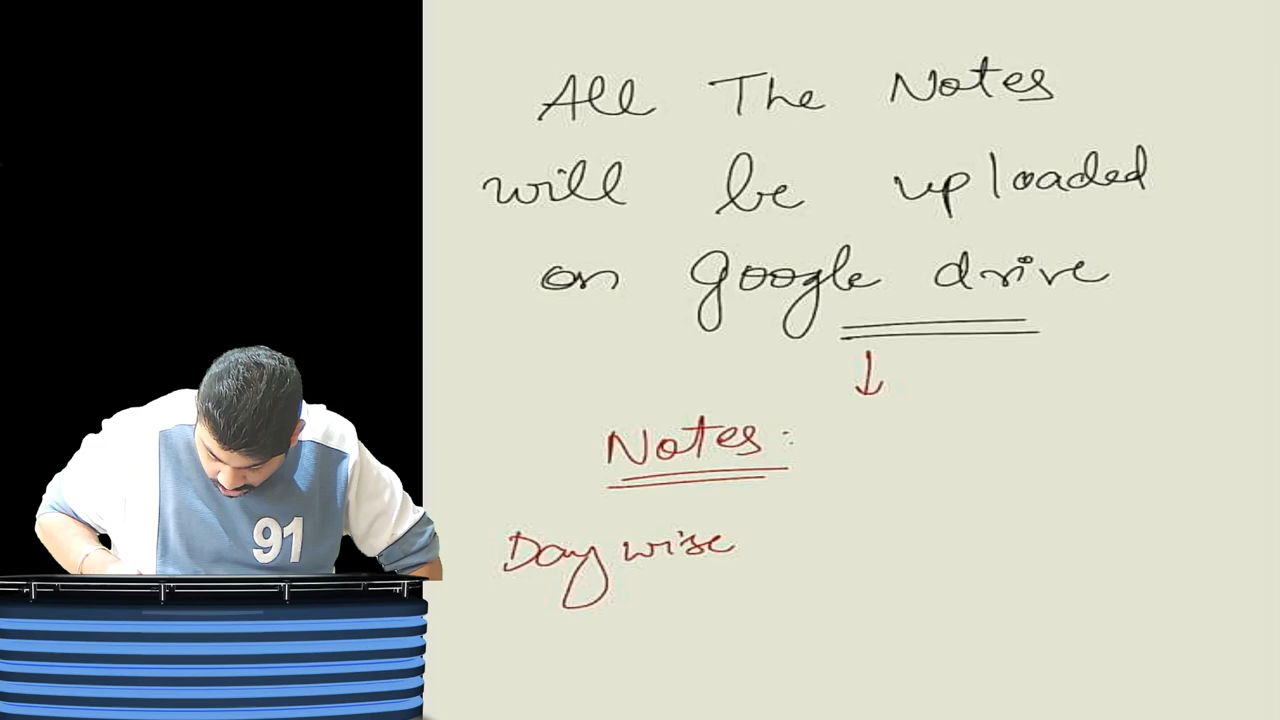 All The Notes
will be uploaded
on google drive
↓
Notes:
Day wise
91